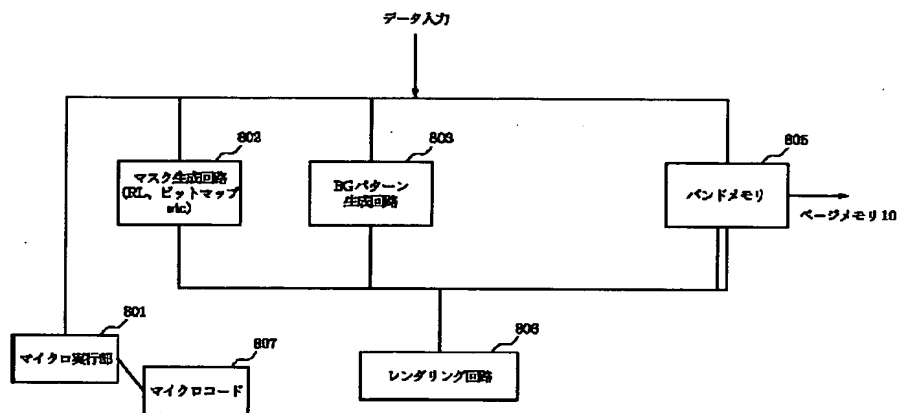 データ入力
802
マスク生成回路
(RL、ビットマップ
etc)
803
BGパターン
生成回路
805
バンドメモリ
ページメモリ10
801
マイクロ実行部
807
マイクロコード
806
レンダリング回路